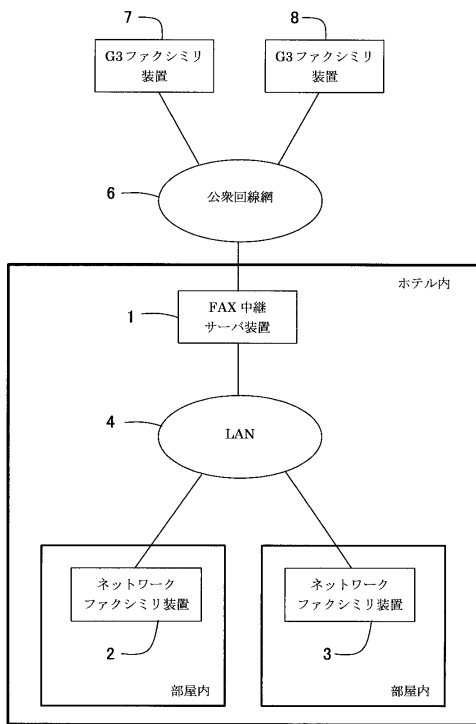 7
8
G3ファクシミリ
装置
G3ファクシミリ
装置
6
公衆回線網
ホテル内
1
FAX 中継
サーバ装置
4
LAN
ネットワーク
ファクシミリ装置
ネットワーク
ファクシミリ装置
2
3
部屋内
部屋内